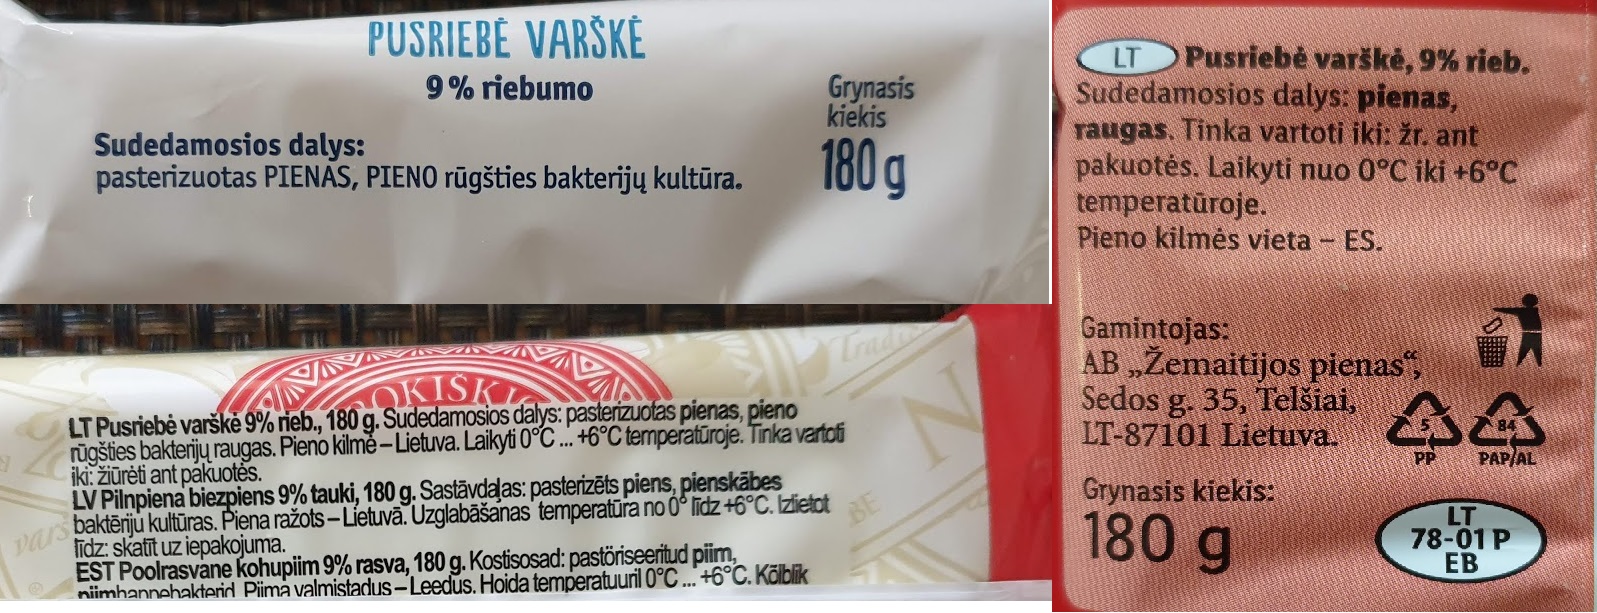 PUSRIEBĖ VARŠKĖ
9% riebumo
Grynasis
kiekis
180 g
Sudedamosios dalys:
pasterizuotas PIENAS, PIENO rūgšties bakterijų kultūra.
LT Pusriebė varškė 9% rieb., 180 g. Sudedamosios dalys: pasterizuotas pienas, pieno
rūgšties bakterijų raugas. Pieno kilmė – Lietuva. Laikyti 0°C ... +6°C temperatūroje. Tinka vartoti
iki: žiūrėti ant pakuotės.
LV Pilnpiena biezpiens 9% tauki, 180 g. Sastāvdaļas: pasterizēts piens, pienskābes
baktēriju kultūras. Piena ražots – Lietuvā. Uzglabāšanas temperatūra no 0° līdz +6°C. Izlietot
līdz: skatīt uz iepakojuma.
EST Poolrasvane kohupiim 9% rasva, 180 g. Kostisosad: pastöriseeritud piim,
piimhappebakterid. Piima valmistadus – Leedus. Hoida temperatuuril 0°C ... +6°C. Kõlblik
LT Pusriebė varškė, 9% rieb.
Sudedamosios dalys: pienas,
raugas. Tinka vartoti iki: žr. ant
pakuotės. Laikyti nuo 0°C iki +6°C
temperatūroje.
Pieno kilmės vieta – ES.
Gamintojas:
AB „Žemaitijos pienas“,
Sedos g. 35, Telšiai,
LT-87101 Lietuva.
5
PP
84
PAP/AL
Grynasis kiekis:
180 g
LT
78-01 P
EB